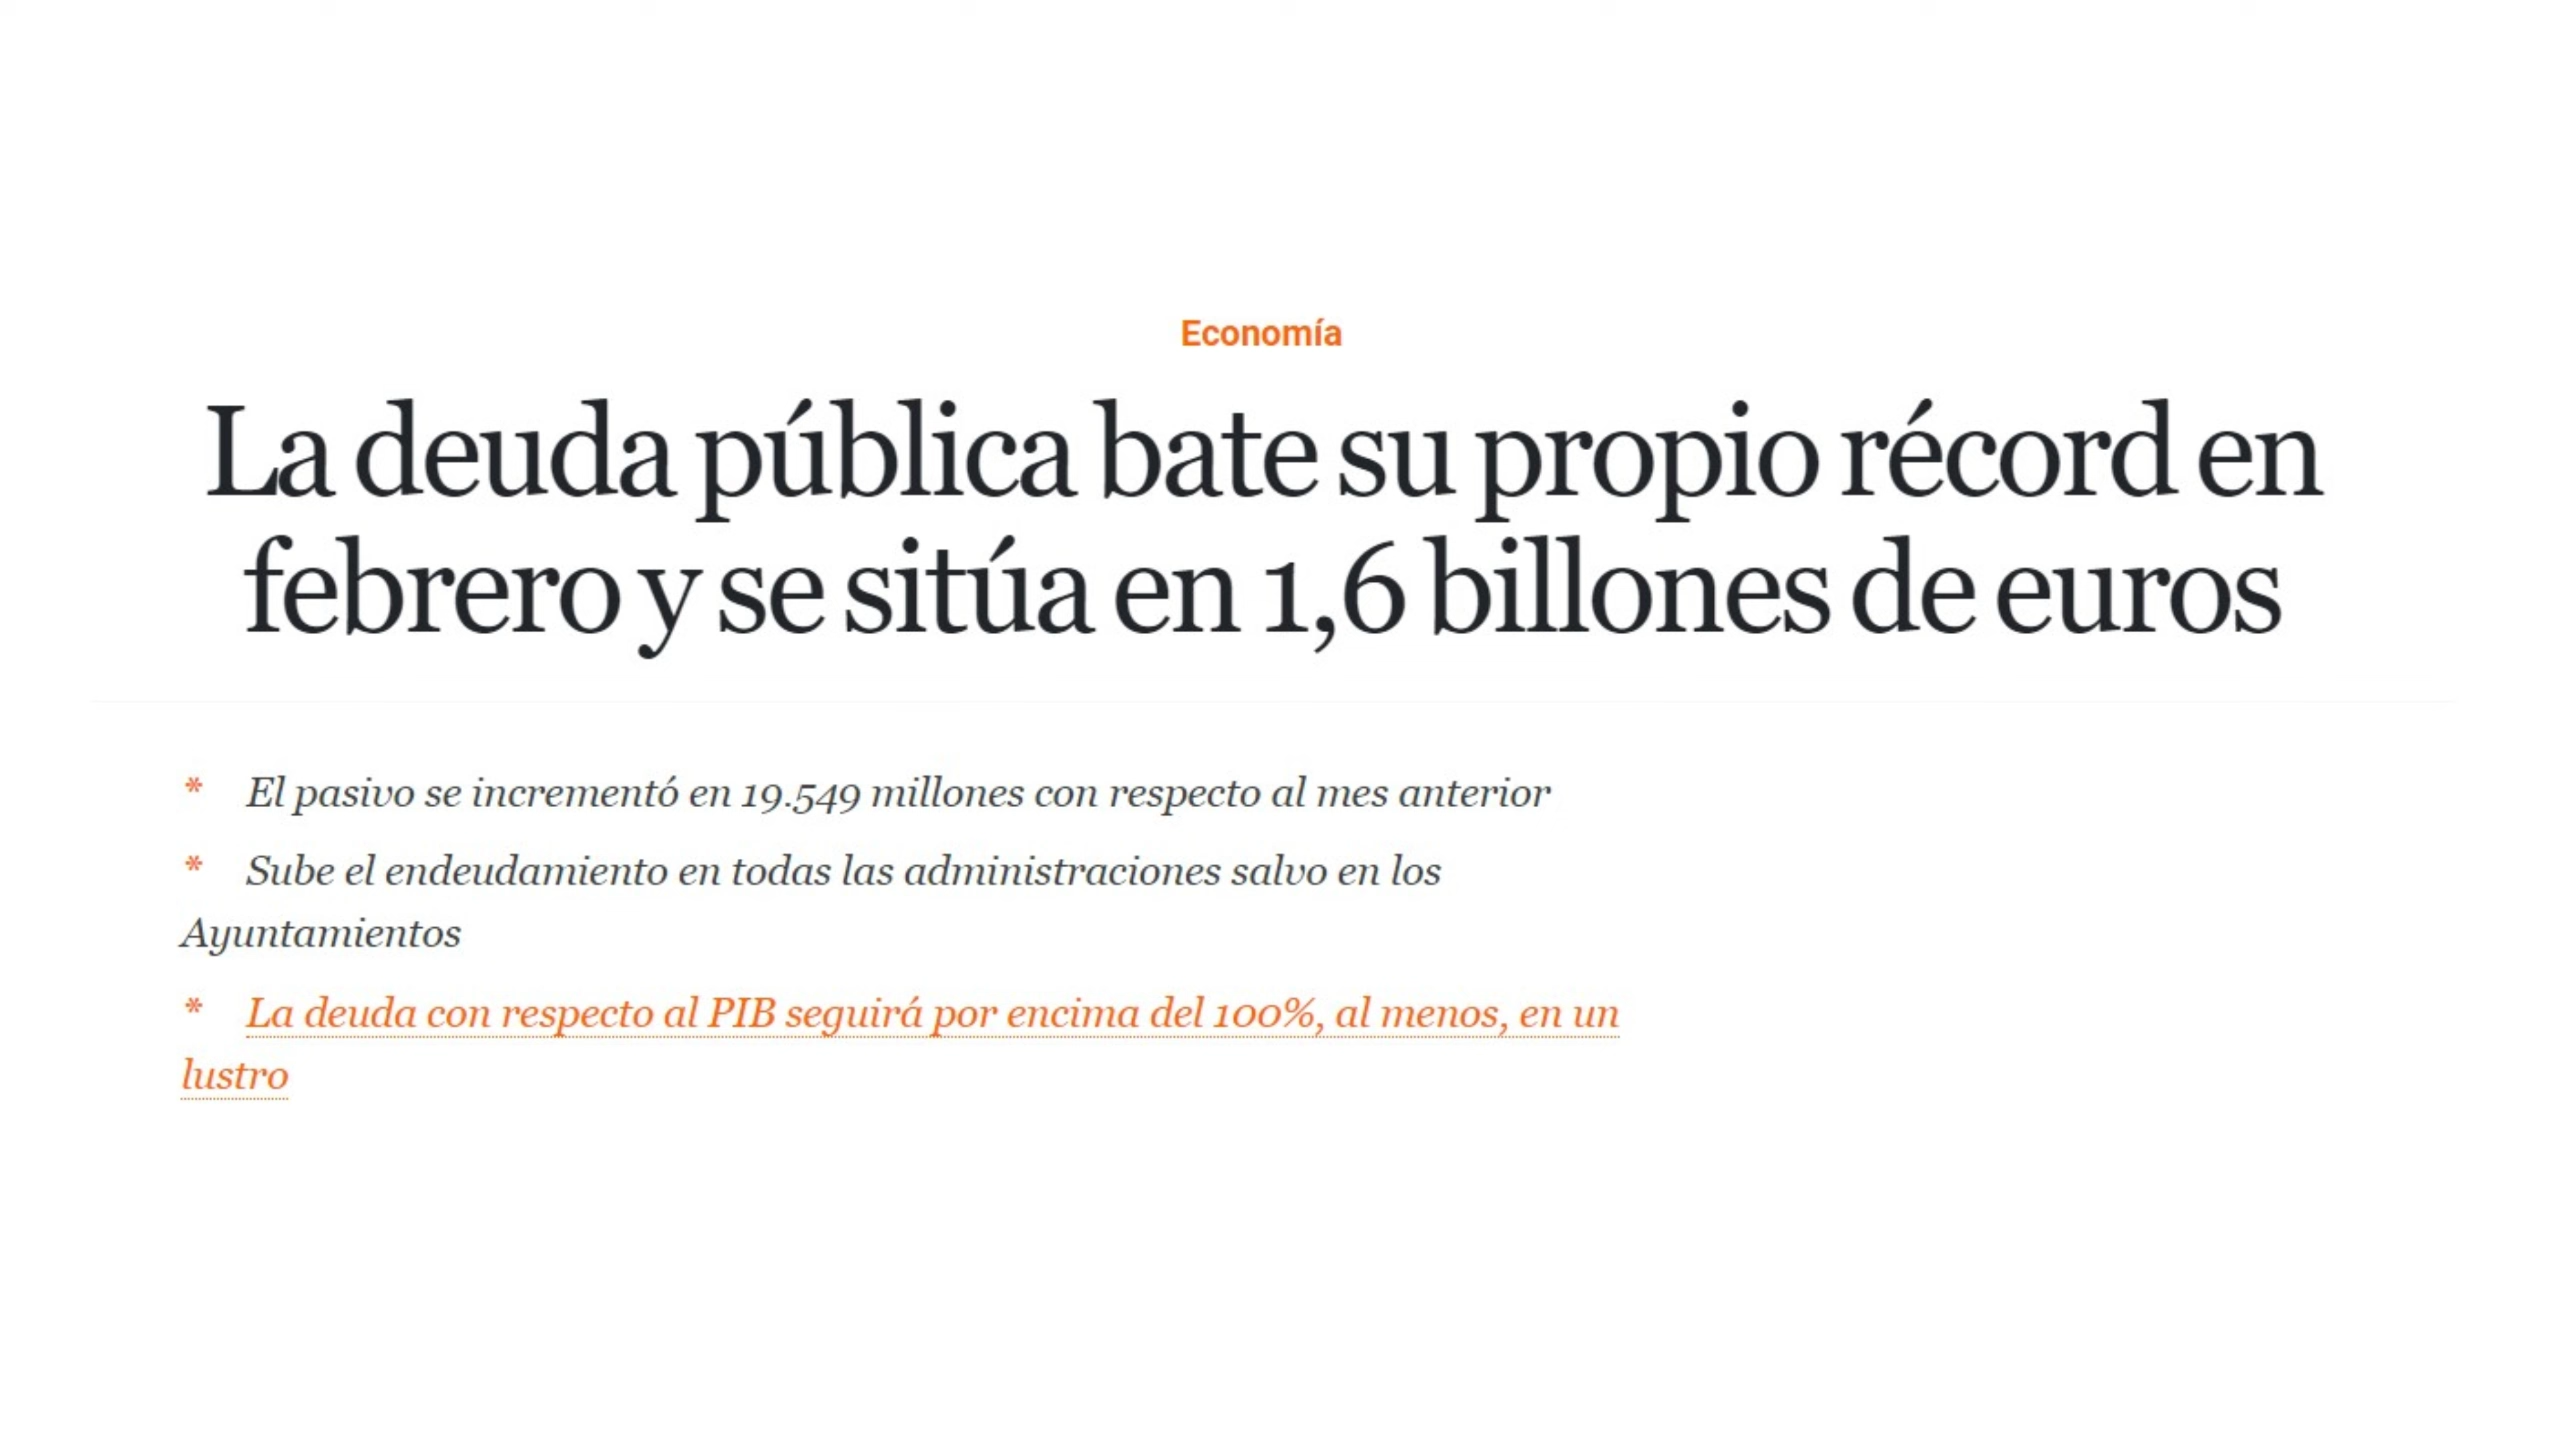 Economía
La deuda pública bate su propio récord en
febrero y se sitúa en 1,6 billones de euros
* El pasivo se incrementó en 19.549 millones con respecto al mes anterior
* Sube el endeudamiento en todas las administraciones salvo en los
Ayuntamientos
* La deuda con respecto al PIB seguirá por encima del 100%, al menos, en un
lustro